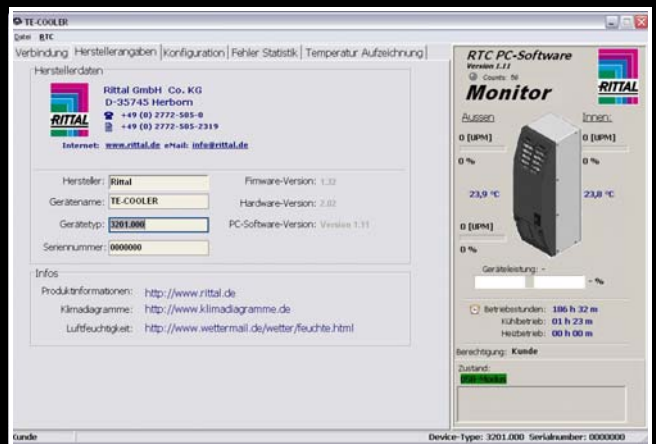 TE-COOLER
Datei RTC
Verbindung Herstellerangaben Konfiguration Fehler Statistik Temperatur Aufzeichnung
Herstellerdaten
RITTAL
Rittal GmbH Co. KG
D-35745 Herborn
+49 (0) 2772-505-0
+49 (0) 2772-505-2319
Internet: www.rittal.de eMail: info@rittal.de
Hersteller: Rittal
Firmware-Version: 1.32
Gerätename: TE-COOLER
Hardware-Version: 2.02
Gerätetyp: 3201.000
PC-Software-Version: Version 1.11
Seriennummer: 0000000
Infos
Produktinformationen: http://www.rittal.de
Klimadiagramme: http://www.klimadiagramme.de
Luftfeuchtigkeit: http://www.wettermail.de/wetter/feuchte.html
RTC PC-Software
Version 1.11
Counts:
Monitor
RITTAL
Aussen Innen:
0 [UPM] 0 [UPM]
0 % 0 %
23,9 °C 23,8 °C
0 [UPM]
0 %
Geräteleistung: -
- %
Betriebsstunden: 186 h 32 m
Kühlbetrieb: 01 h 23 m
Heizbetrieb: 00 h 00 m
Berechtigung: Kunde
Zustand:
USB-Modus
Kunde
Device-Type: 3201.000 Serialnumber: 0000000